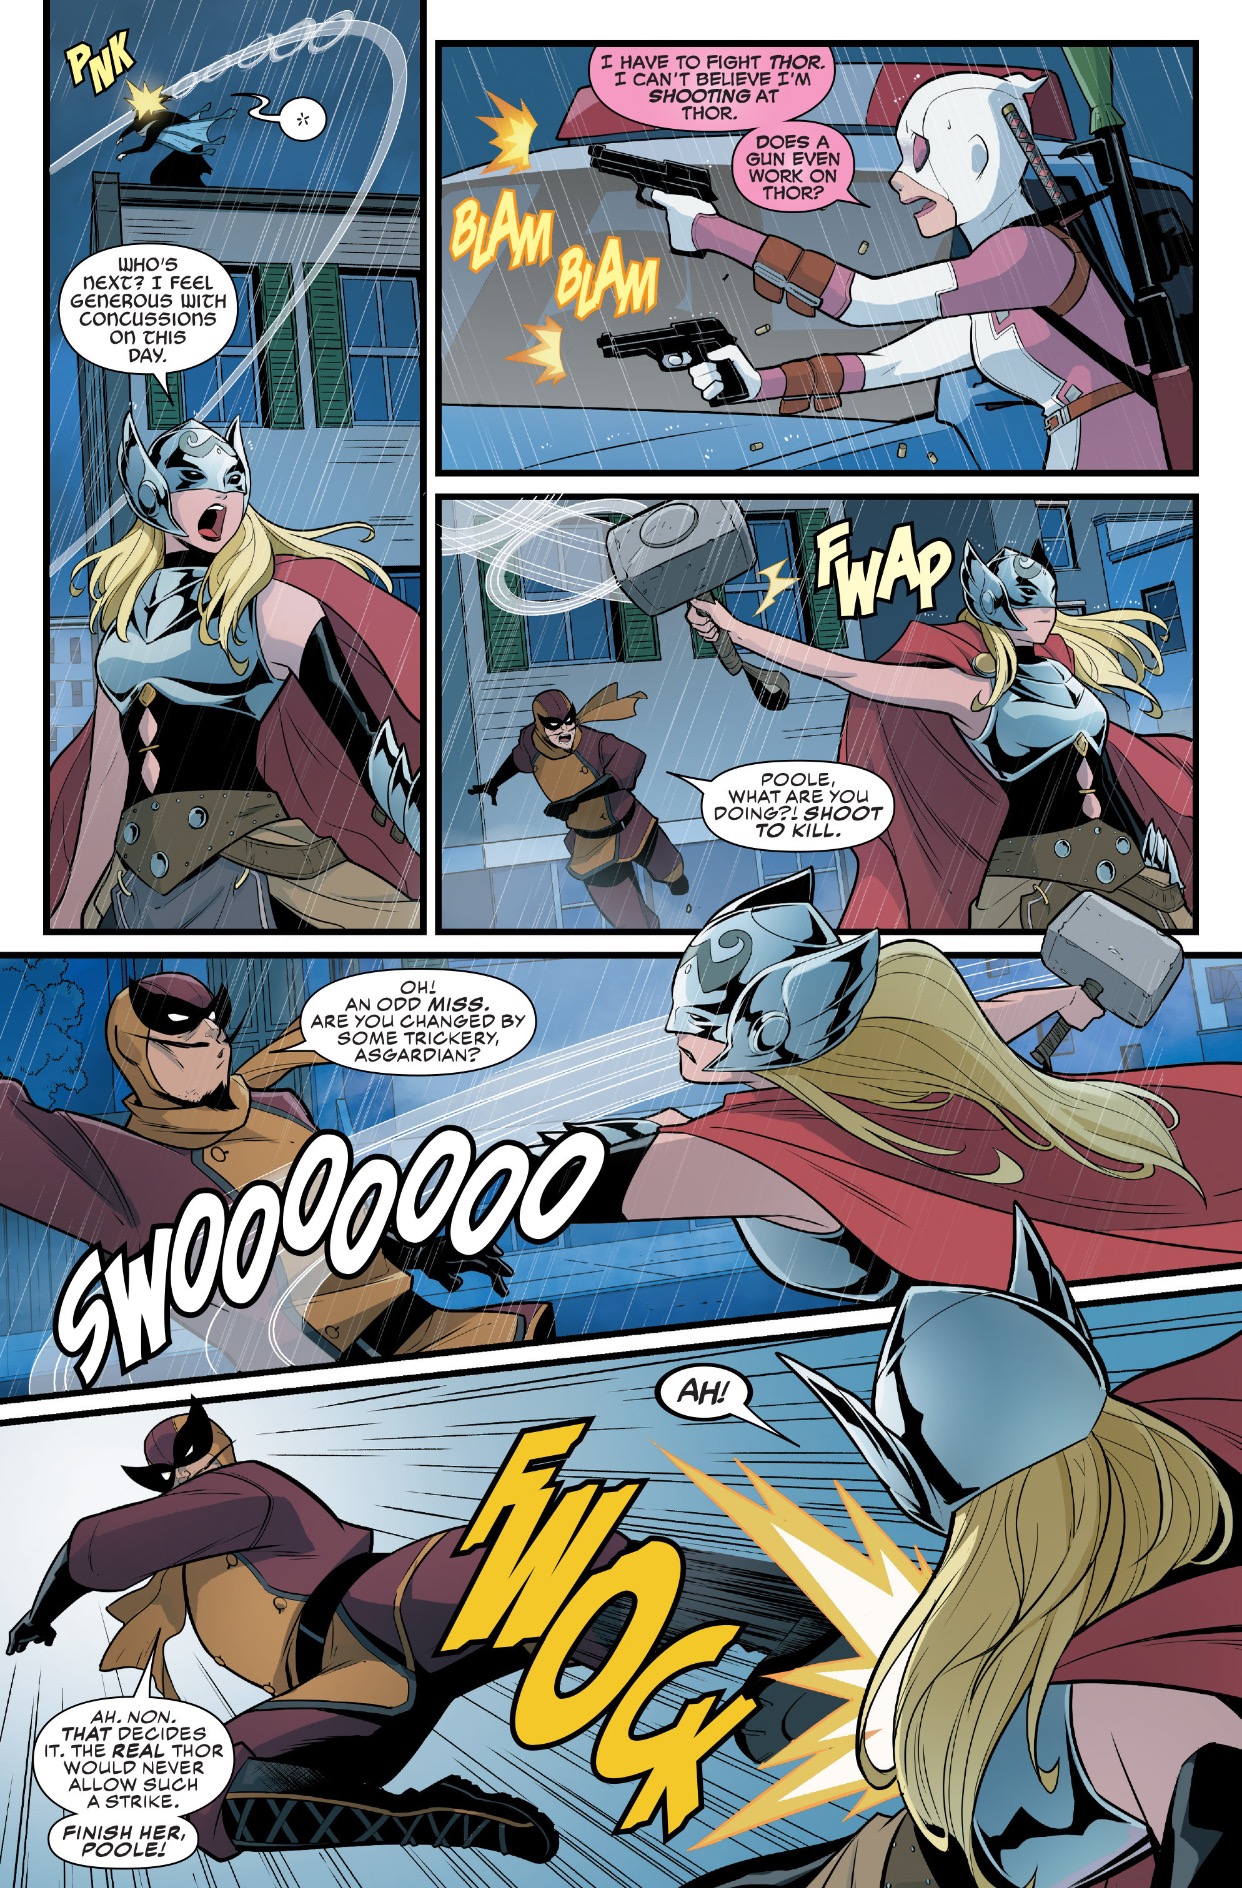 PNK
*
WHO'S
NEXT? I FEEL
GENEROUS WITH
CONCUSSIONS
ON THIS
DAY.
I HAVE TO FIGHT THOR.
I CAN'T BELIEVE I'M
SHOOTING AT
THOR.
DOES A
GUN EVEN
WORK ON
THOR?
BLAM
BLAM
FWAP
POOLE,
WHAT ARE YOU
DOING?! SHOOT
TO KILL.
OH!
AN ODD MISS.
ARE YOU CHANGED BY
SOME TRICKERY,
ASGARDIAN?
SWOOOOOOOO
AH!
FWOCK
AH. NON.
THAT DECIDES
IT. THE REAL THOR
WOULD NEVER
ALLOW SUCH
A STRIKE.
FINISH HER,
POOLE!